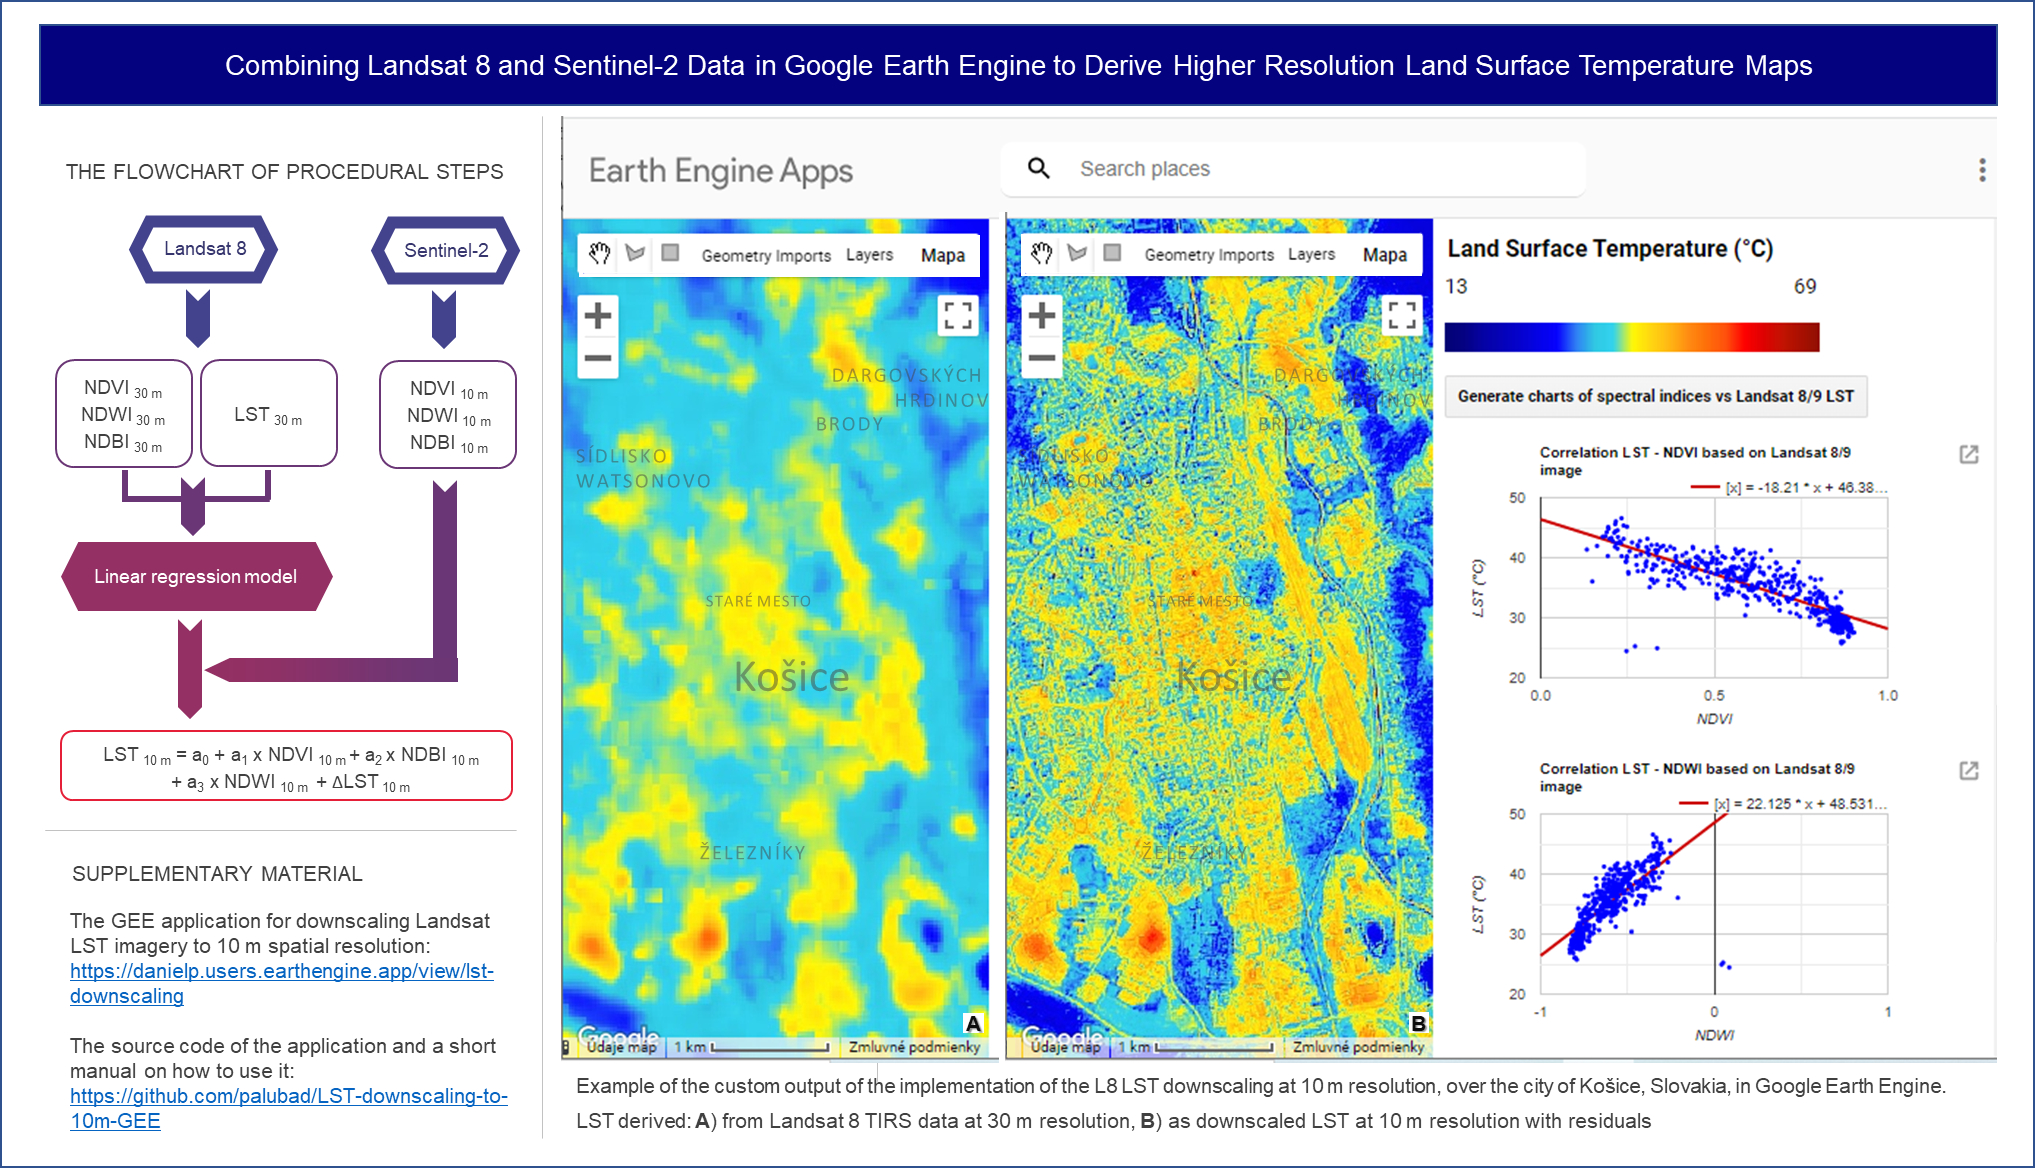 Combining Landsat 8 and Sentinel-2 Data in Google Earth Engine to Derive Higher Resolution Land Surface Temperature Maps
THE FLOWCHART OF PROCEDURAL STEPS
Landsat 8
Sentinel-2
NDVI 30 m
NDWI 30 m
NDBI 30 m
LST 30 m
NDVI 10 m
NDWI 10 m
NDBI 10 m
Linear regression model
LST 10 m = a0 + a1 x NDVI 10 m + a2 x NDBI 10 m
+ a3 x NDWI 10 m + ΔLST 10 m
SUPPLEMENTARY MATERIAL
The GEE application for downscaling Landsat
LST imagery to 10 m spatial resolution:
https://danielp.users.earthengine.app/view/lst-
downscaling
The source code of the application and a short
manual on how to use it:
https://github.com/palubad/LST-downscaling-to-
10m-GEE
Earth Engine Apps
Search places
Geometry Imports
Layers
Mapa
DARGOVSKÝCH
HRDINOV
BRODY
SÍDLISKO
WATSONOVO
STARÉ MESTO
Košice
ŽELEZNÍKY
Google
A
Údaje máp
1 km
Zmluvné podmienky
Geometry Imports
Layers
Mapa
DARGOVSKÝCH
HRDINOV
BRODY
SÍDLISKO
WATSONOVO
STARÉ MESTO
Košice
ŽELEZNÍKY
Google
B
Údaje máp
1 km
Zmluvné podmienky
Land Surface Temperature (°C)
13
69
Generate charts of spectral indices vs Landsat 8/9 LST
Correlation LST - NDVI based on Landsat 8/9
image
[x] = -18.21 * x + 46.38...
50
40
30
20
LST (°C)
0.0
0.5
1.0
NDVI
Correlation LST - NDWI based on Landsat 8/9
image
[x] = 22.125 * x + 48.531...
50
40
30
20
LST (°C)
-1
0
1
NDWI
Example of the custom output of the implementation of the L8 LST downscaling at 10 m resolution, over the city of Košice, Slovakia, in Google Earth Engine.
LST derived: A) from Landsat 8 TIRS data at 30 m resolution, B) as downscaled LST at 10 m resolution with residuals